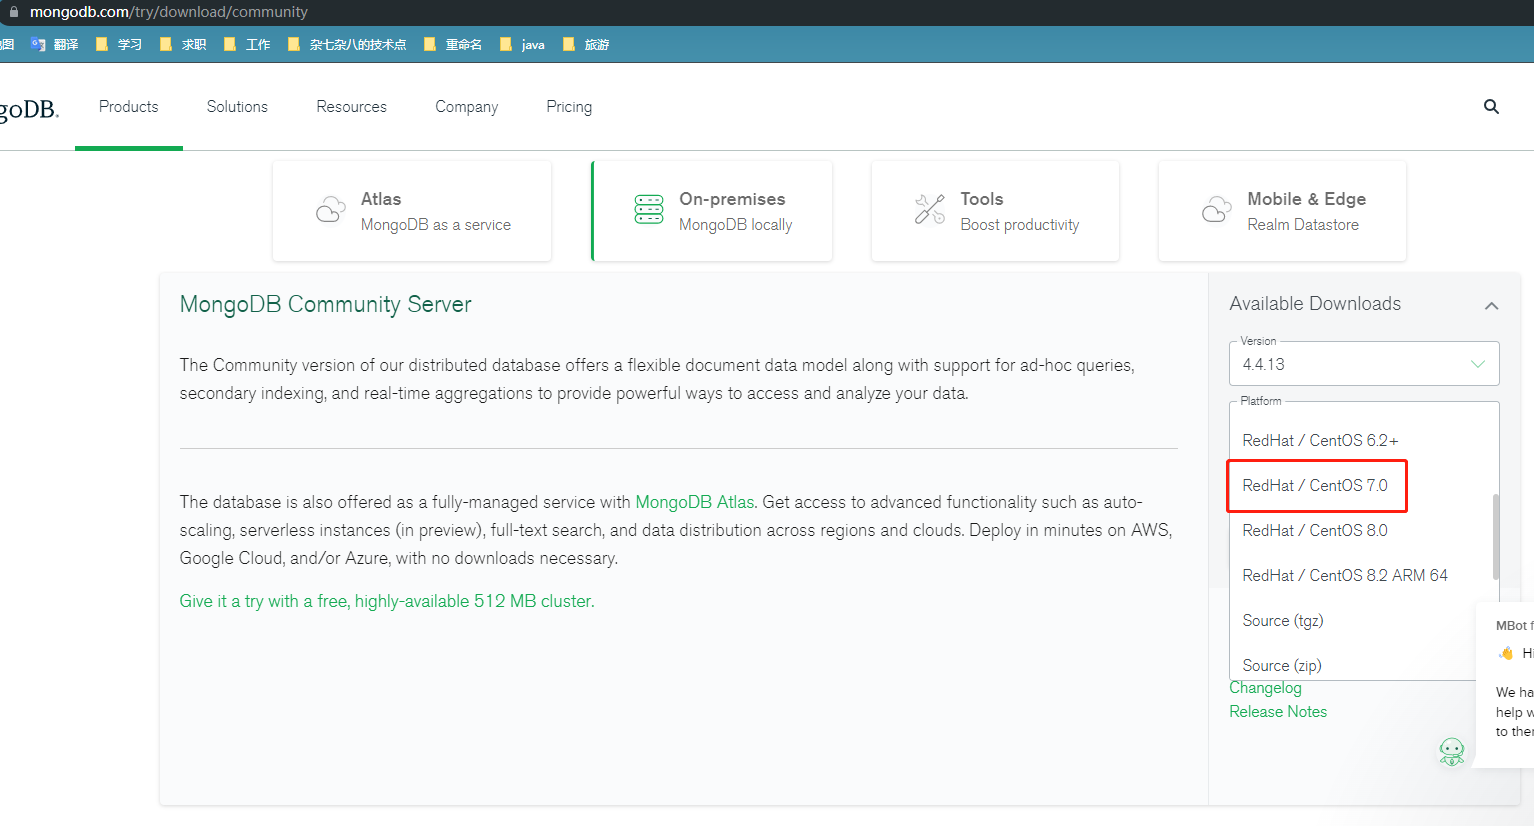 mongodb.com/try/download/community
翻译 学习 求职 工作 杂七杂八的技术点 重命名 java 旅游
goDB. Products Solutions Resources Company Pricing
Atlas
MongoDB as a service
On-premises
MongoDB locally
Tools
Boost productivity
Mobile & Edge
Realm Datastore
MongoDB Community Server
The Community version of our distributed database offers a flexible document data model along with support for ad-hoc queries,
secondary indexing, and real-time aggregations to provide powerful ways to access and analyze your data.
The database is also offered as a fully-managed service with MongoDB Atlas. Get access to advanced functionality such as auto-
scaling, serverless instances (in preview), full-text search, and data distribution across regions and clouds. Deploy in minutes on AWS,
Google Cloud, and/or Azure, with no downloads necessary.
Give it a try with a free, highly-available 512 MB cluster.
Available Downloads
Version
4.4.13
Platform
RedHat / CentOS 6.2+
RedHat / CentOS 7.0
RedHat / CentOS 8.0
RedHat / CentOS 8.2 ARM 64
Source (tgz)
Source (zip)
Changelog
Release Notes
MBot f
👋 Hi
We ha
help w
to ther